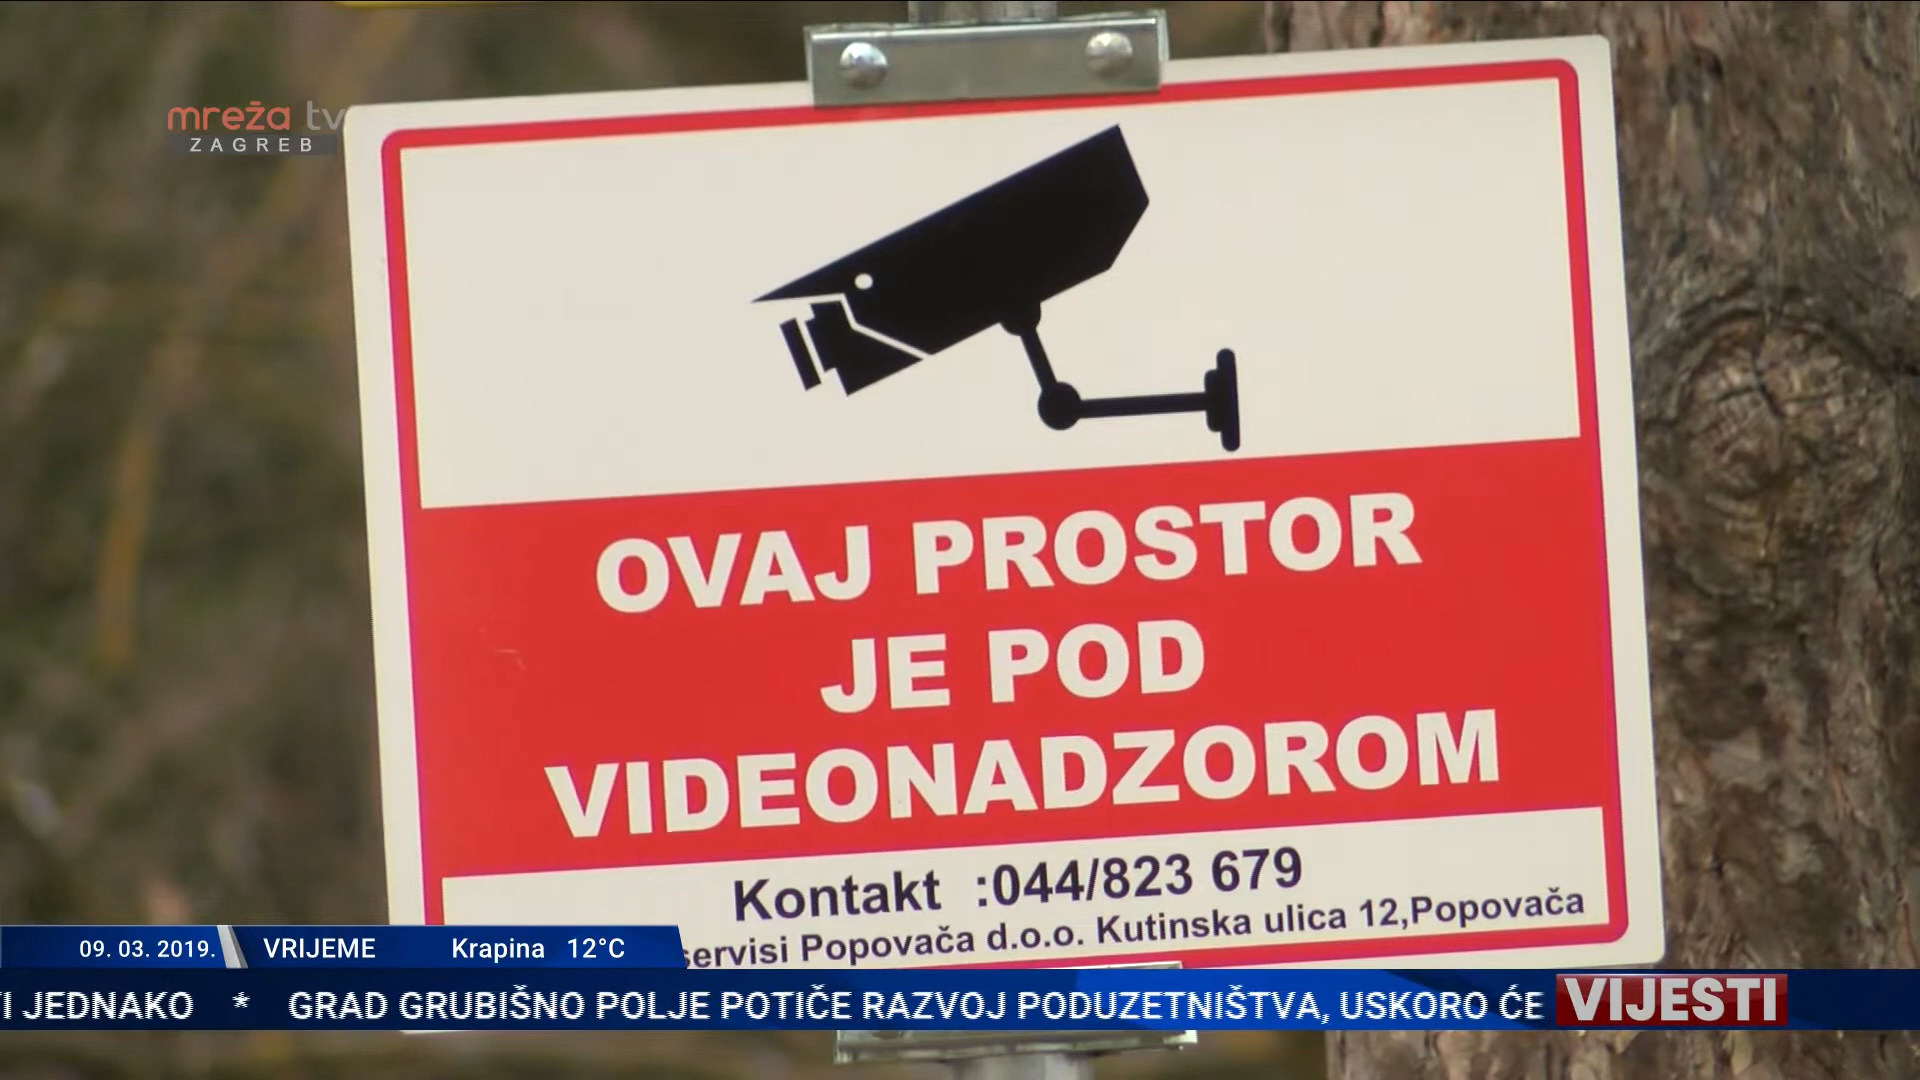 mreža tv
ZAGREB
OVAJ PROSTOR
JE POD
VIDEONADZOROM
Kontakt :044/823 679
servisi Popovača d.o.o. Kutinska ulica 12,Popovača
09. 03. 2019. VRIJEME Krapina 12°C
JEDNAKO * GRAD GRUBIŠNO POLJE POTIČE RAZVOJ PODUZETNIŠTVA, USKORO ĆE VIJESTI